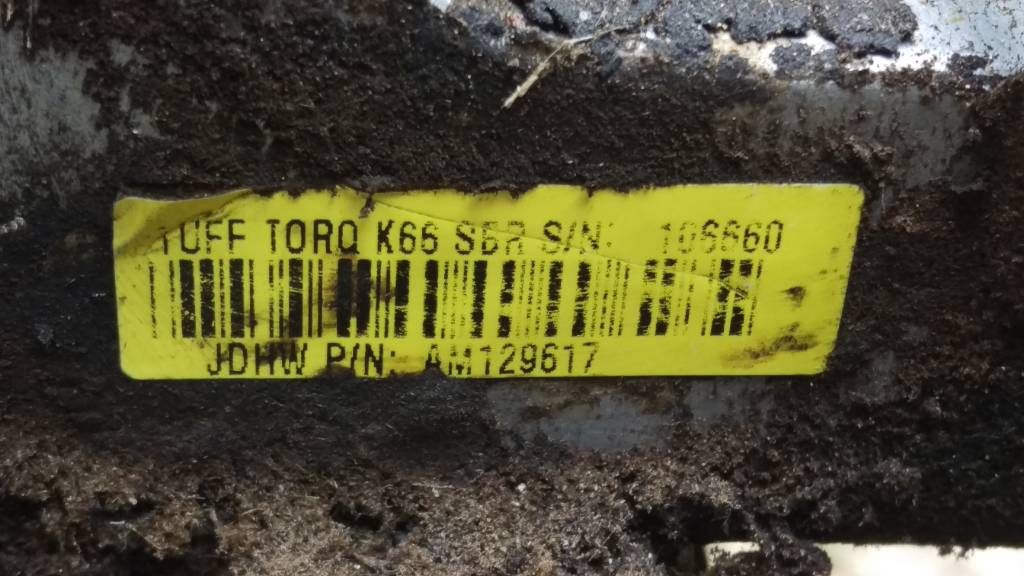 TUFF TORQ K66 SBR S/N: 106660
JDHW P/N: AM129617